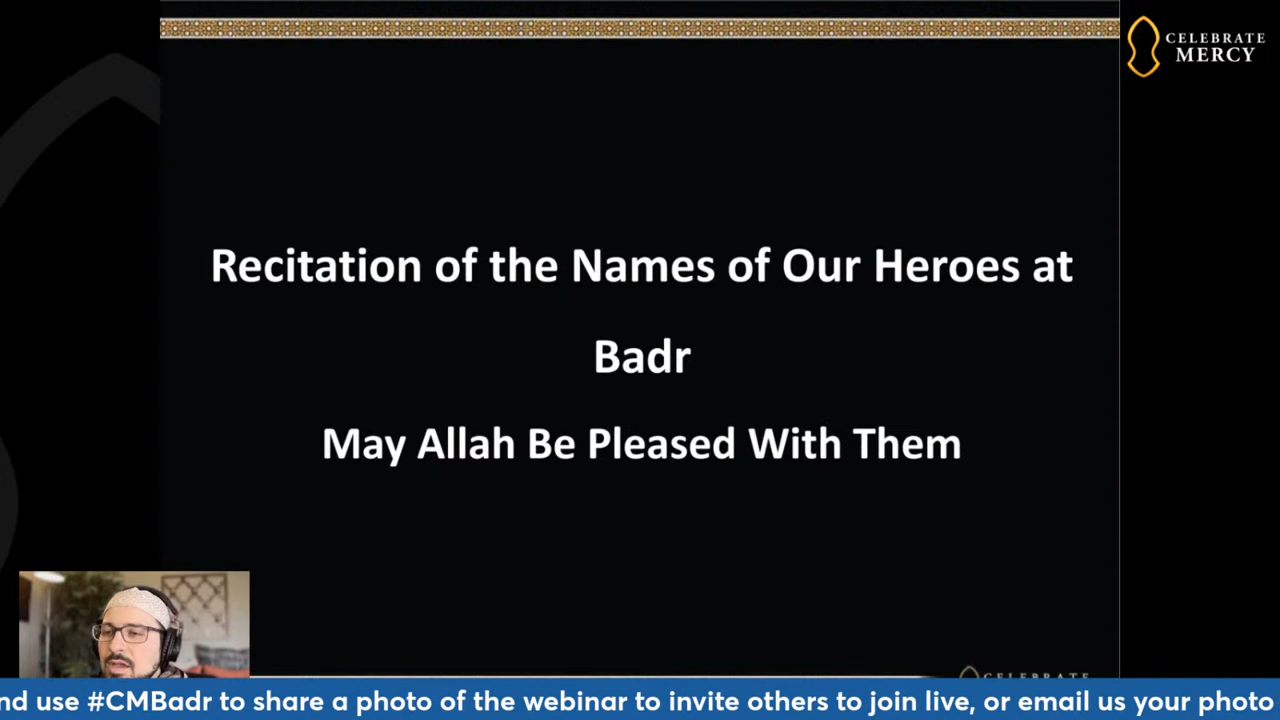 CELEBRATE
MERCY
Recitation of the Names of Our Heroes at
Badr
May Allah Be Pleased With Them
CELEBRATE
nd use #CMBadr to share a photo of the webinar to invite others to join live, or email us your photo